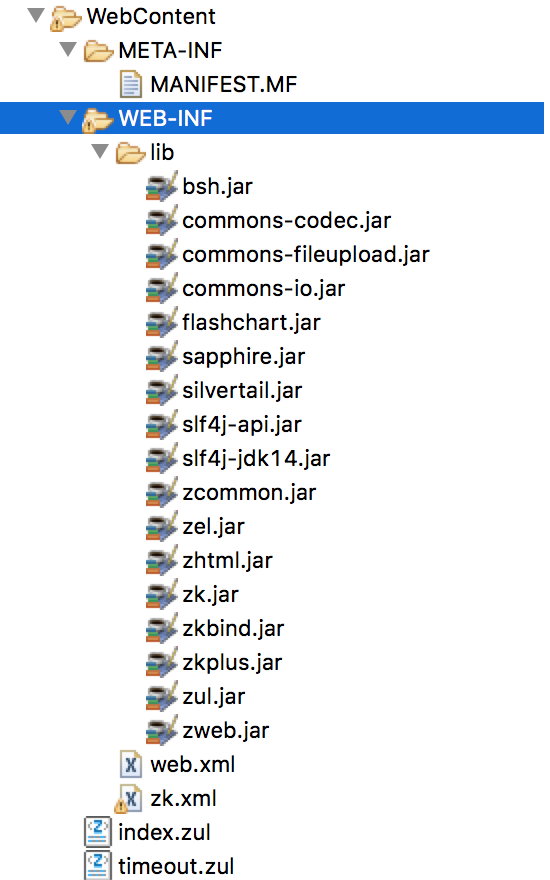 WebContent
META-INF
MANIFEST.MF
WEB-INF
lib
bsh.jar
commons-codec.jar
commons-fileupload.jar
commons-io.jar
flashchart.jar
sapphire.jar
silvertail.jar
slf4j-api.jar
slf4j-jdk14.jar
zcommon.jar
zel.jar
zhtml.jar
zk.jar
zkbind.jar
zkplus.jar
zul.jar
zweb.jar
web.xml
zk.xml
index.zul
timeout.zul